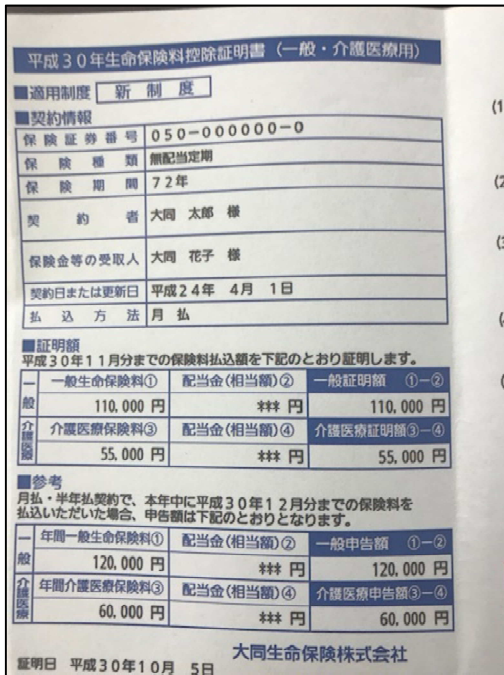 平成30年生命保険料控除証明書（一般・介護医療用）
■適用制度 新制度
■契約情報
保険証券番号 050-000000-0
保険種類 無配当定期
保険期間 72年
契約者 大同 太郎 様
保険金等の受取人 大同 花子 様
契約日または更新日 平成24年 4月 1日
払込方法 月払
■証明額
平成30年11月分までの保険料払込額を下記のとおり証明します。
一般 一般生命保険料① 配当金(相当額)② 一般証明額 ①-②
110,000 円 *** 円 110,000 円
介護医療 介護医療保険料③ 配当金(相当額)④ 介護医療証明額③-④
55,000 円 *** 円 55,000 円
■参考
月払・半年払契約で、本年中に平成30年12月分までの保険料を
払込いただいた場合、申告額は下記のとおりとなります。
一般 年間一般生命保険料① 配当金(相当額)② 一般申告額 ①-②
120,000 円 *** 円 120,000 円
介護医療 年間介護医療保険料③ 配当金(相当額)④ 介護医療申告額③-④
60,000 円 *** 円 60,000 円
大同生命保険株式会社
証明日 平成30年10月 5日
(1
(2
(3